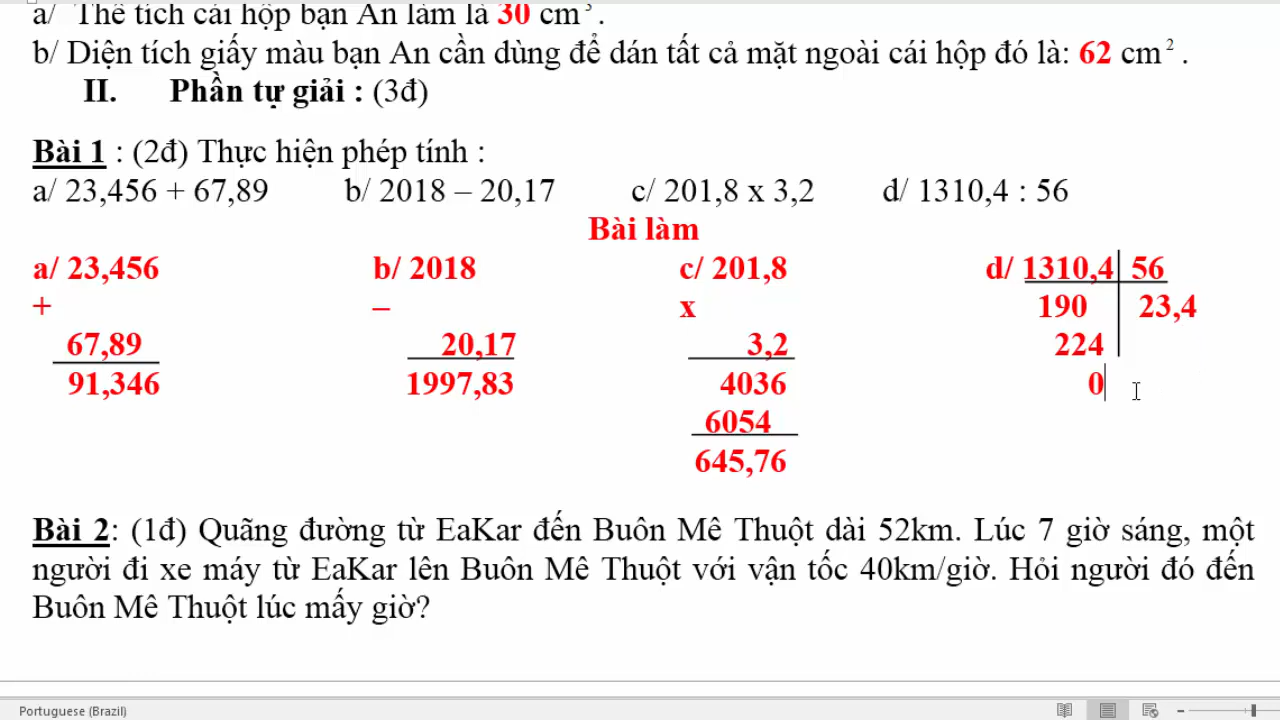 a/ Thể tích cái hộp bạn An làm là 30 cm³.
b/ Diện tích giấy màu bạn An cần dùng để dán tất cả mặt ngoài cái hộp đó là: 62 cm².
II. Phần tự giải : (3đ)
Bài 1 : (2đ) Thực hiện phép tính :
a/ 23,456 + 67,89 b/ 2018 – 20,17 c/ 201,8 x 3,2 d/ 1310,4 : 56
Bài làm
a/ 23,456 b/ 2018 c/ 201,8 d/ 1310,4 56
+ – x 190 23,4
67,89 20,17 3,2 224
91,346 1997,83 4036 0
6054
645,76
Bài 2: (1đ) Quãng đường từ EaKar đến Buôn Mê Thuột dài 52km. Lúc 7 giờ sáng, một
người đi xe máy từ EaKar lên Buôn Mê Thuột với vận tốc 40km/giờ. Hỏi người đó đến
Buôn Mê Thuột lúc mấy giờ?
Portuguese (Brazil)